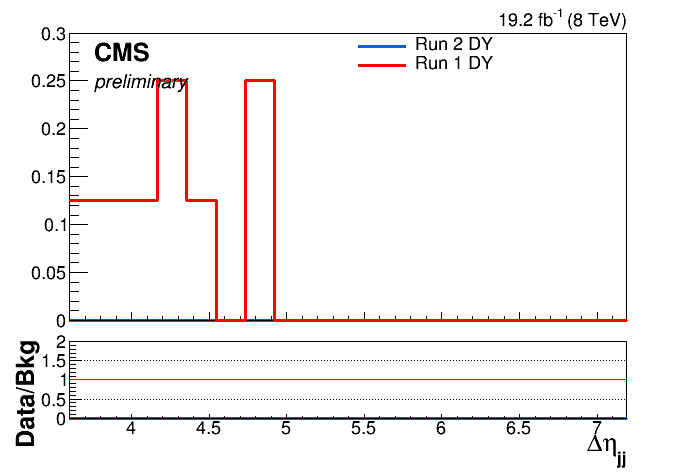 19.2 fb-1 (8 TeV)
CMS
preliminary
Run 2 DY
Run 1 DY
0.3
0.25
0.2
0.15
0.1
0.05
0
2
1.5
1
0.5
0
Data/Bkg
4 4.5 5 5.5 6 6.5 7
Δηjj